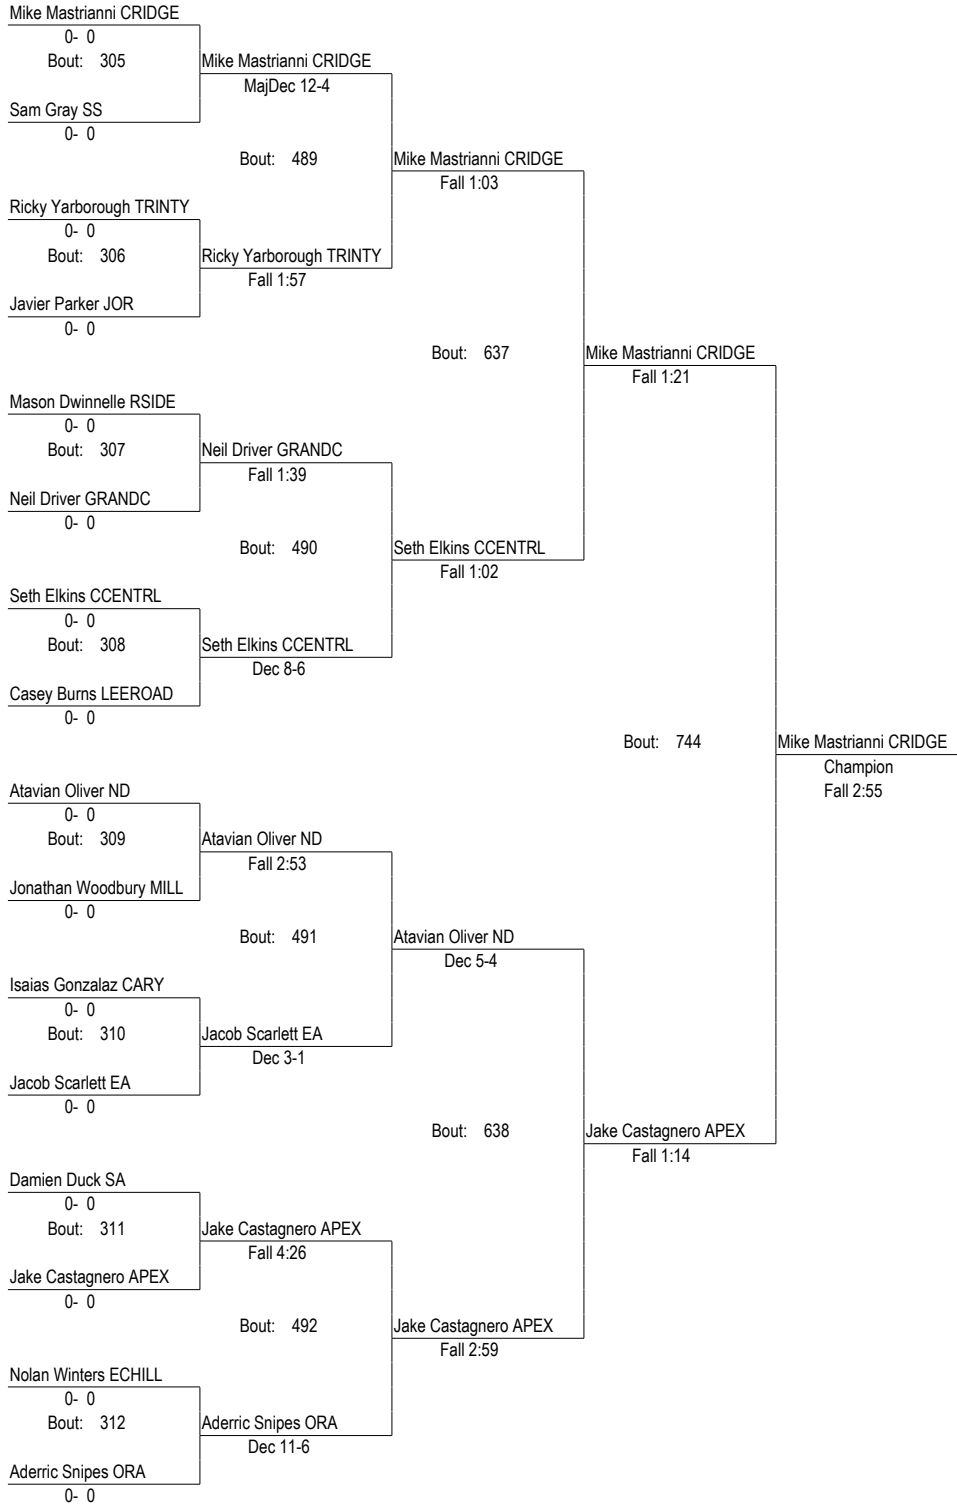 Mike Mastrianni CRIDGE
0- 0
Bout: 305
Mike Mastrianni CRIDGE
MajDec 12-4
Sam Gray SS
0- 0
Bout: 489
Mike Mastrianni CRIDGE
Fall 1:03
Ricky Yarborough TRINTY
0- 0
Bout: 306
Ricky Yarborough TRINTY
Fall 1:57
Javier Parker JOR
0- 0
Bout: 637
Mike Mastrianni CRIDGE
Fall 1:21
Mason Dwinnelle RSIDE
0- 0
Bout: 307
Neil Driver GRANDC
Fall 1:39
Neil Driver GRANDC
0- 0
Bout: 490
Seth Elkins CCENTRL
Fall 1:02
Seth Elkins CCENTRL
0- 0
Bout: 308
Seth Elkins CCENTRL
Dec 8-6
Casey Burns LEEROAD
0- 0
Bout: 744
Mike Mastrianni CRIDGE
Champion
Fall 2:55
Atavian Oliver ND
0- 0
Bout: 309
Atavian Oliver ND
Fall 2:53
Jonathan Woodbury MILL
0- 0
Bout: 491
Atavian Oliver ND
Dec 5-4
Isaias Gonzalaz CARY
0- 0
Bout: 310
Jacob Scarlett EA
Dec 3-1
Jacob Scarlett EA
0- 0
Bout: 638
Jake Castagnero APEX
Fall 1:14
Damien Duck SA
0- 0
Bout: 311
Jake Castagnero APEX
Fall 4:26
Jake Castagnero APEX
0- 0
Bout: 492
Jake Castagnero APEX
Fall 2:59
Nolan Winters ECHILL
0- 0
Bout: 312
Aderric Snipes ORA
Dec 11-6
Aderric Snipes ORA
0- 0